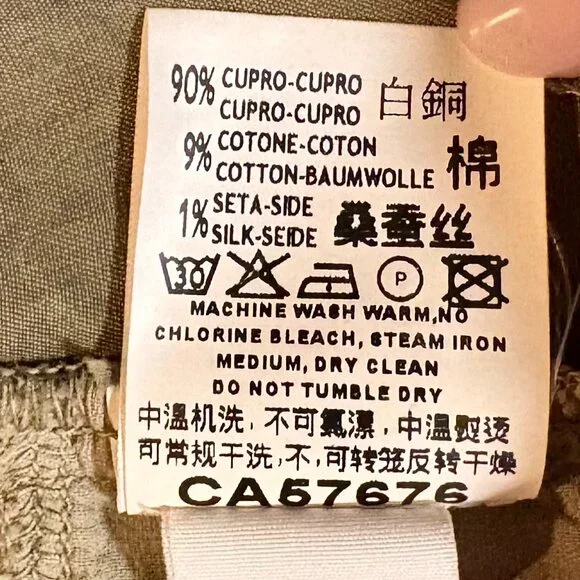 90% CUPRO-CUPRO
CUPRO-CUPRO 白銅
9% COTONE-COTON
COTTON-BAUMWOLLE 棉
1% SETA-SIDE
SILK-SEIDE 桑蚕丝
30 P
MACHINE WASH WARM,NO
CHLORINE BLEACH, STEAM IRON
MEDIUM, DRY CLEAN
DO NOT TUMBLE DRY
中溫机洗，不可氯漂，中溫熨烫
可常规干洗,不,可转笼反转干燥
CA57676